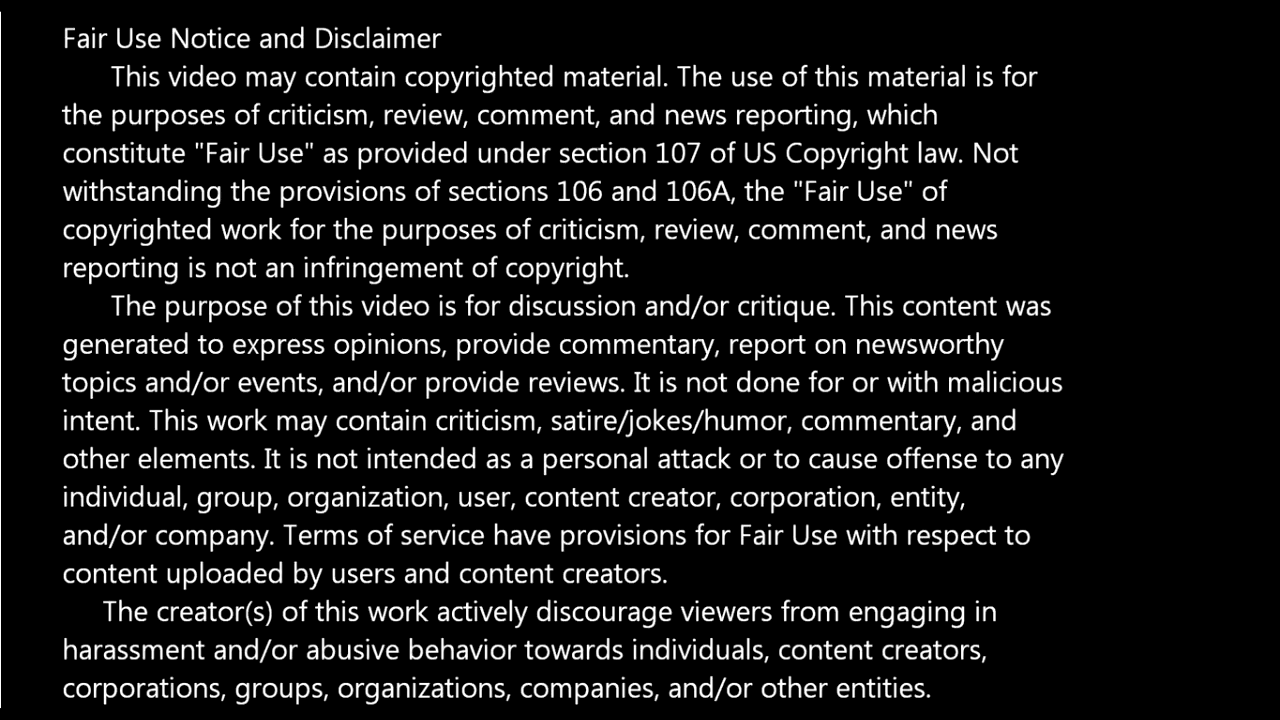 Fair Use Notice and Disclaimer
This video may contain copyrighted material. The use of this material is for
the purposes of criticism, review, comment, and news reporting, which
constitute "Fair Use" as provided under section 107 of US Copyright law. Not
withstanding the provisions of sections 106 and 106A, the "Fair Use" of
copyrighted work for the purposes of criticism, review, comment, and news
reporting is not an infringement of copyright.
The purpose of this video is for discussion and/or critique. This content was
generated to express opinions, provide commentary, report on newsworthy
topics and/or events, and/or provide reviews. It is not done for or with malicious
intent. This work may contain criticism, satire/jokes/humor, commentary, and
other elements. It is not intended as a personal attack or to cause offense to any
individual, group, organization, user, content creator, corporation, entity,
and/or company. Terms of service have provisions for Fair Use with respect to
content uploaded by users and content creators.
The creator(s) of this work actively discourage viewers from engaging in
harassment and/or abusive behavior towards individuals, content creators,
corporations, groups, organizations, companies, and/or other entities.